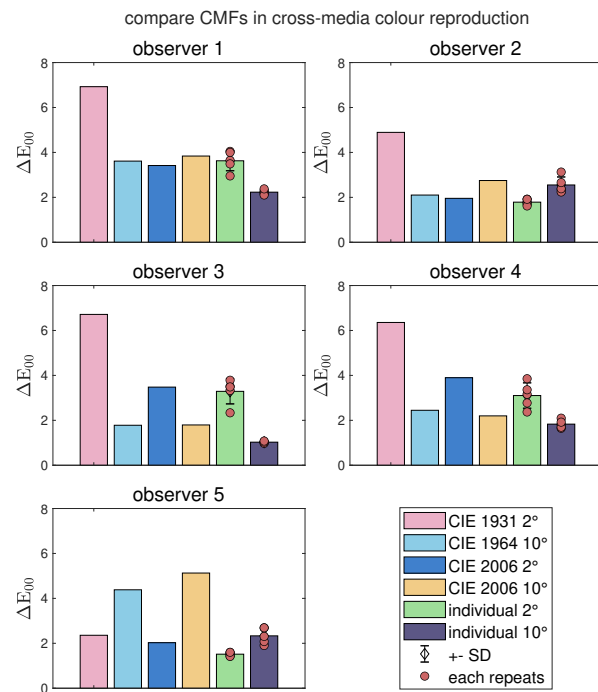 compare CMFs in cross-media colour reproduction
observer 1
observer 2
8
6
4
2
0
ΔE00
8
6
4
2
0
ΔE00
observer 3
observer 4
8
6
4
2
0
ΔE00
8
6
4
2
0
ΔE00
observer 5
8
6
4
2
0
ΔE00
CIE 1931 2°
CIE 1964 10°
CIE 2006 2°
CIE 2006 10°
individual 2°
individual 10°
+- SD
each repeats